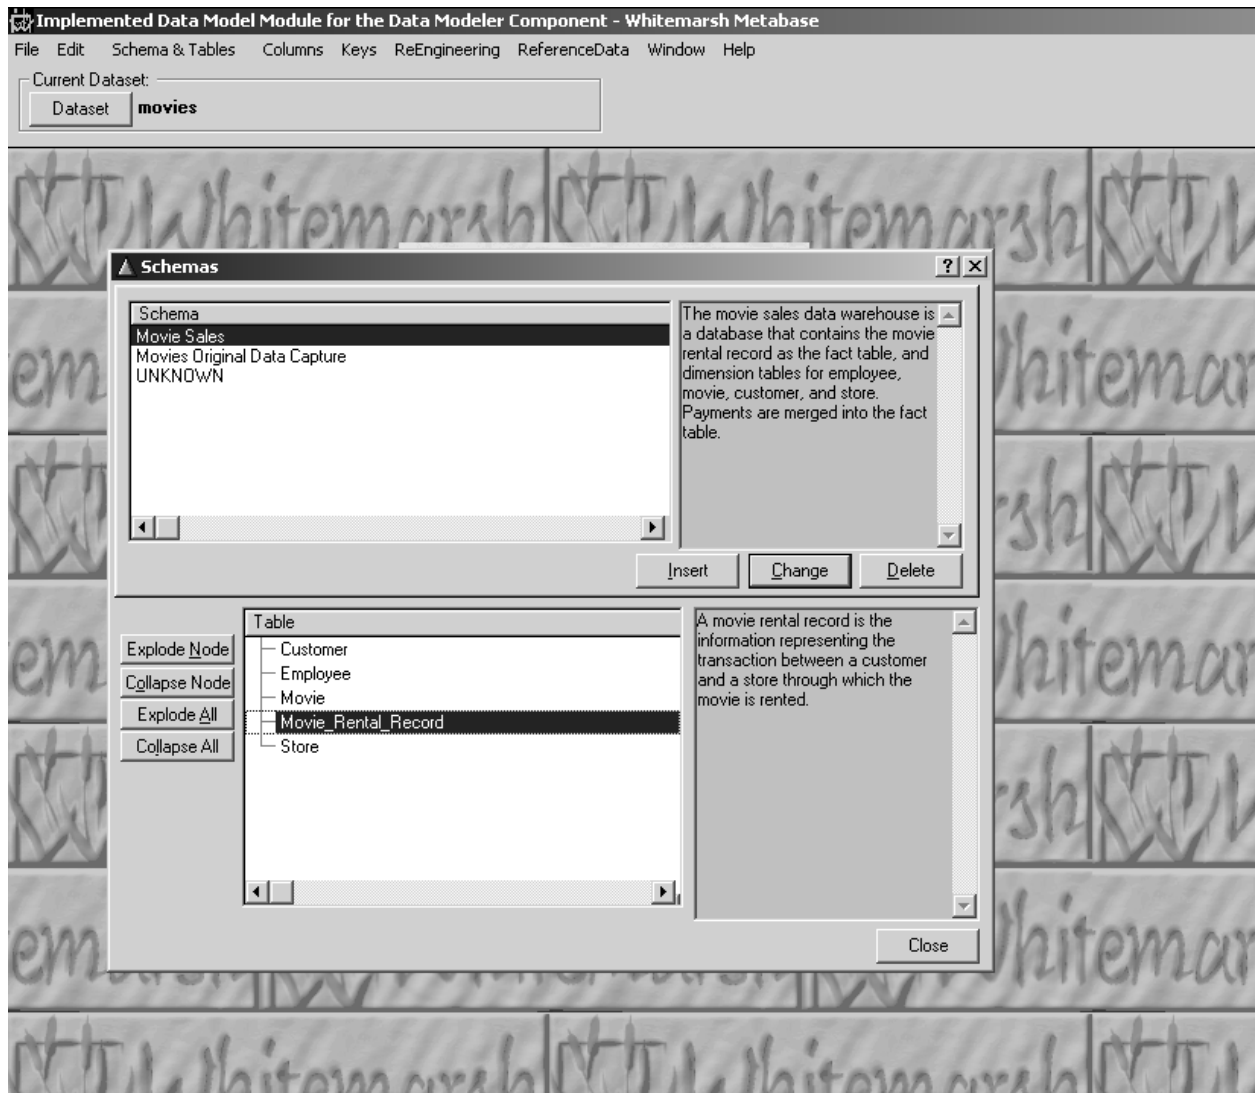 Implemented Data Model Module for the Data Modeler Component - Whitemarsh Metabase
File Edit Schema & Tables Columns Keys ReEngineering ReferenceData Window Help
Current Dataset:
Dataset movies
Whitemarsh
Schemas
Schema
Movie Sales
Movies Original Data Capture
UNKNOWN
The movie sales data warehouse is
a database that contains the movie
rental record as the fact table, and
dimension tables for employee,
movie, customer, and store.
Payments are merged into the fact
table.
Insert Change Delete
Explode Node
Collapse Node
Explode All
Collapse All
Table
Customer
Employee
Movie
Movie_Rental_Record
Store
A movie rental record is the
information representing the
transaction between a customer
and a store through which the
movie is rented.
Close